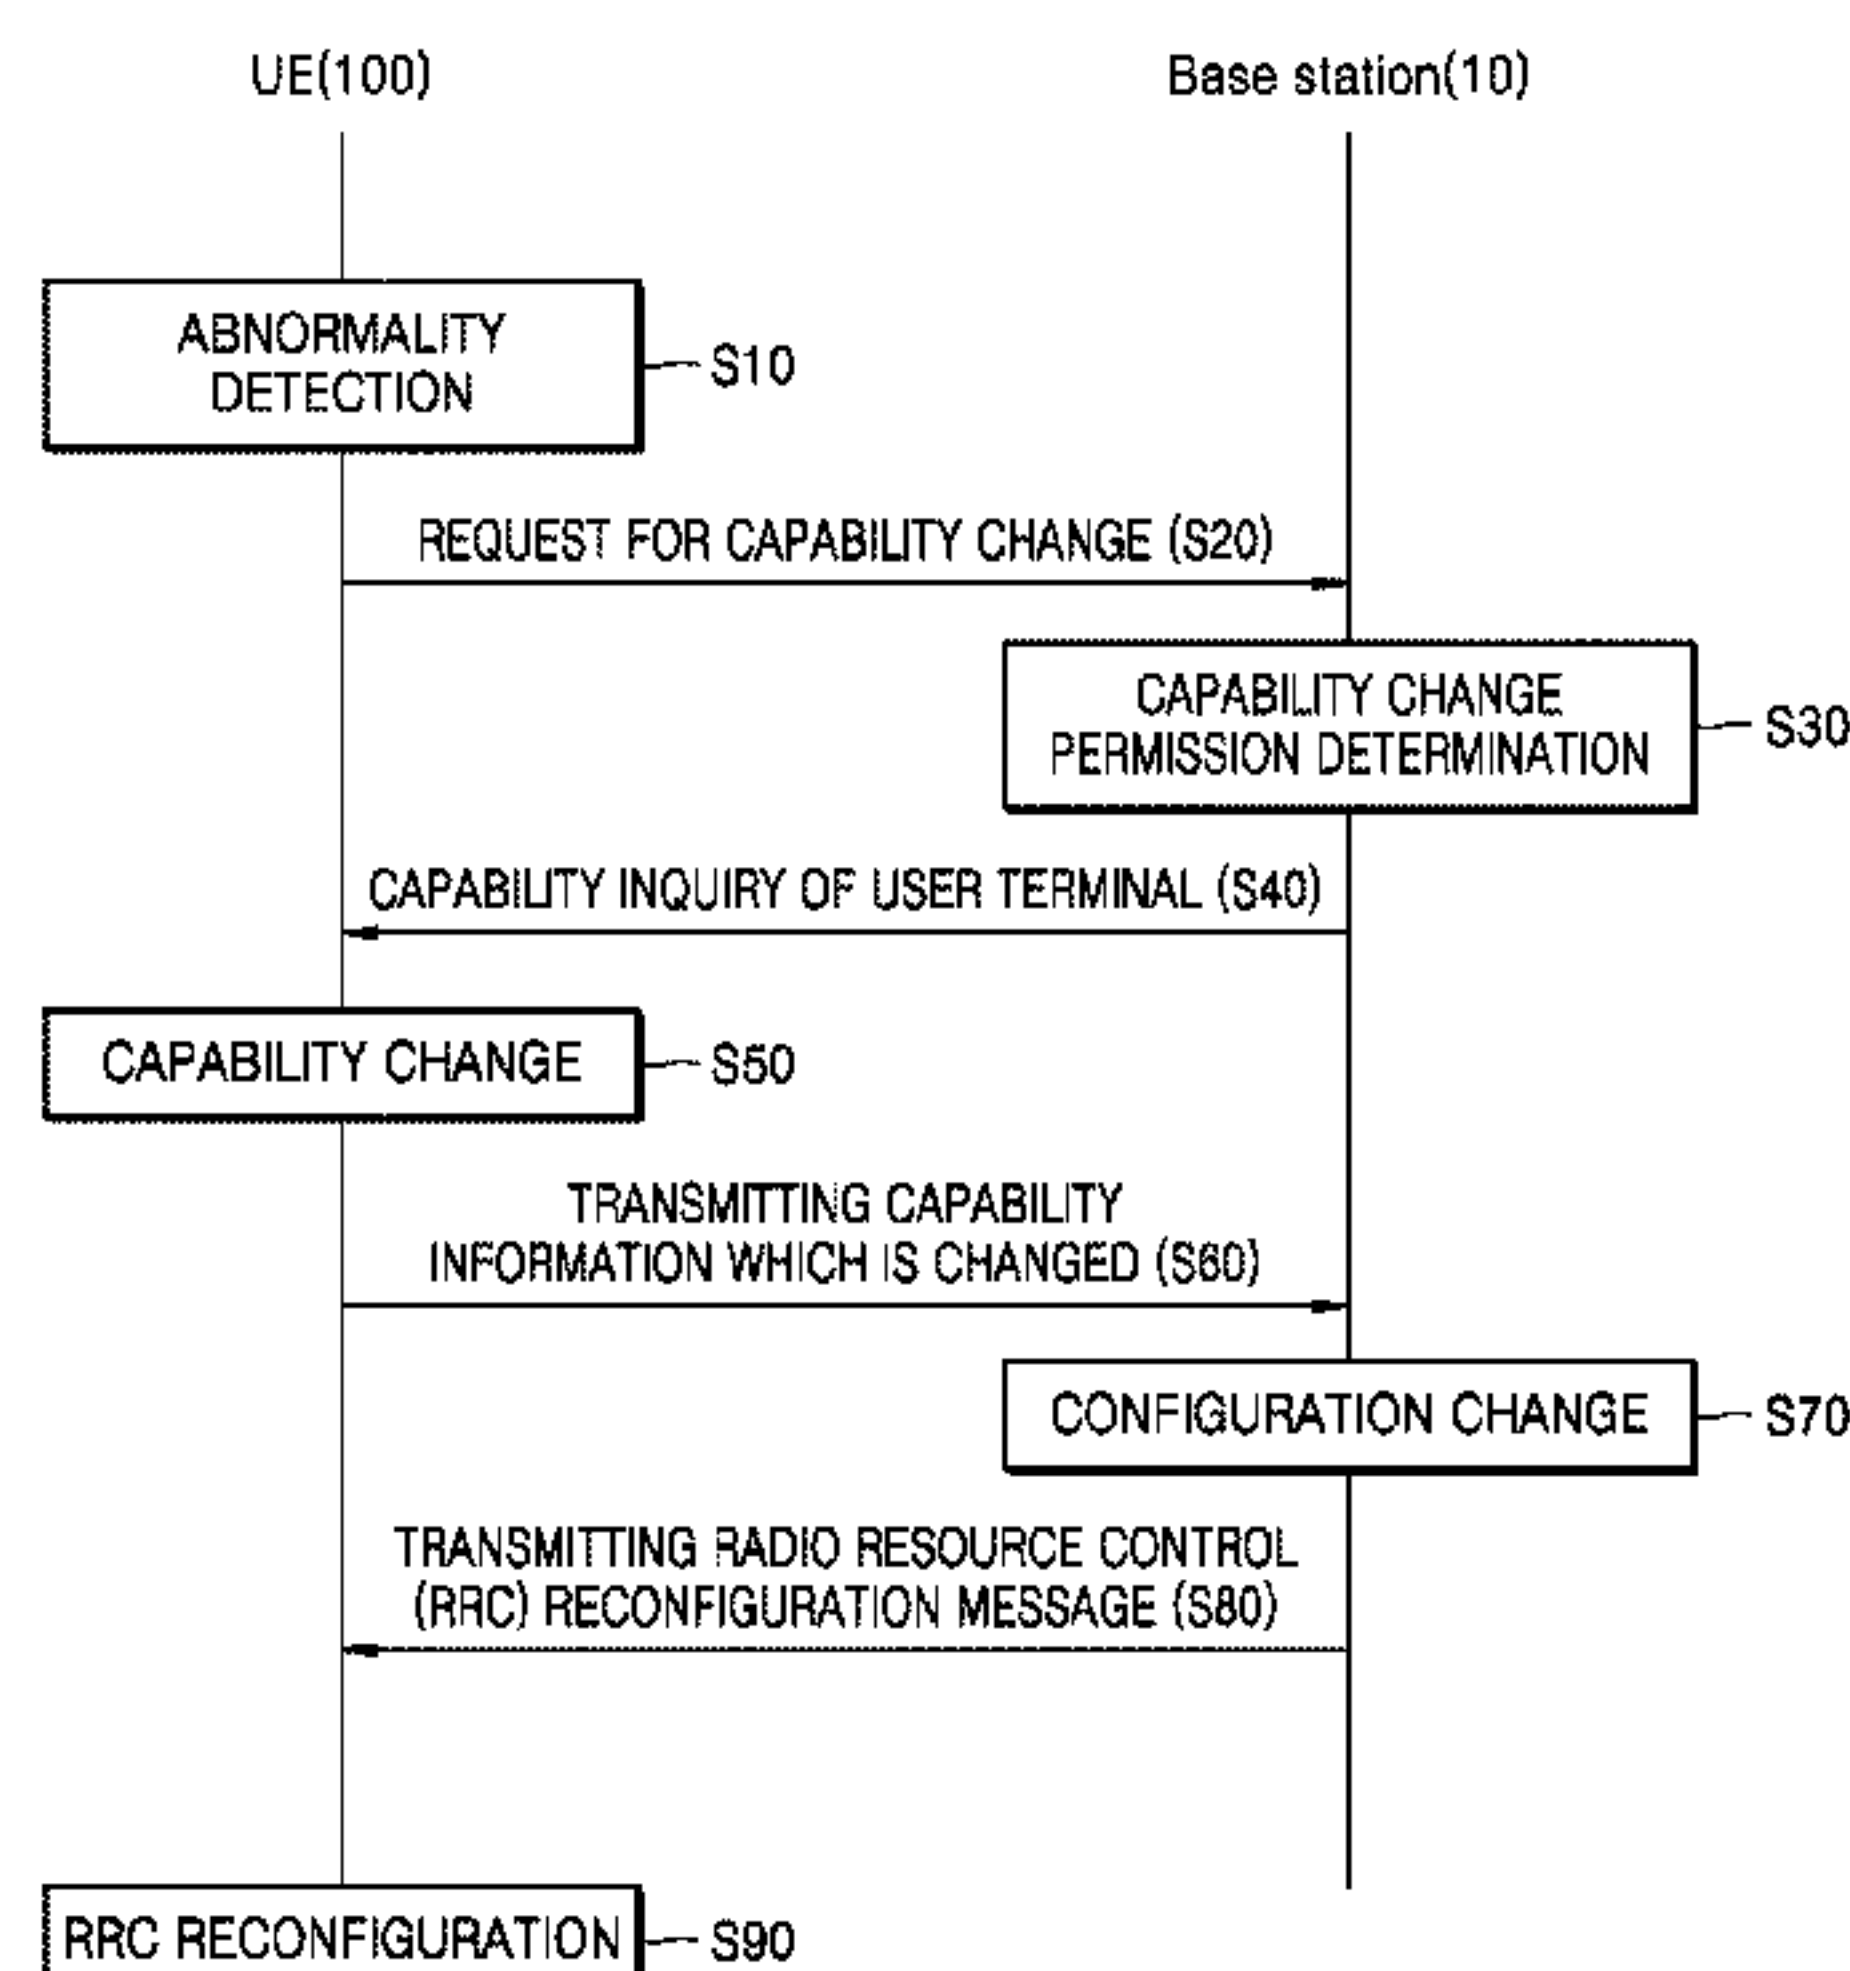 UE(100)
Base station(10)
ABNORMALITY
DETECTION
S10
REQUEST FOR CAPABILITY CHANGE (S20)
CAPABILITY CHANGE
PERMISSION DETERMINATION
S30
CAPABILITY INQUIRY OF USER TERMINAL (S40)
CAPABILITY CHANGE
S50
TRANSMITTING CAPABILITY
INFORMATION WHICH IS CHANGED (S60)
CONFIGURATION CHANGE
S70
TRANSMITTING RADIO RESOURCE CONTROL
(RRC) RECONFIGURATION MESSAGE (S80)
RRC RECONFIGURATION
S90